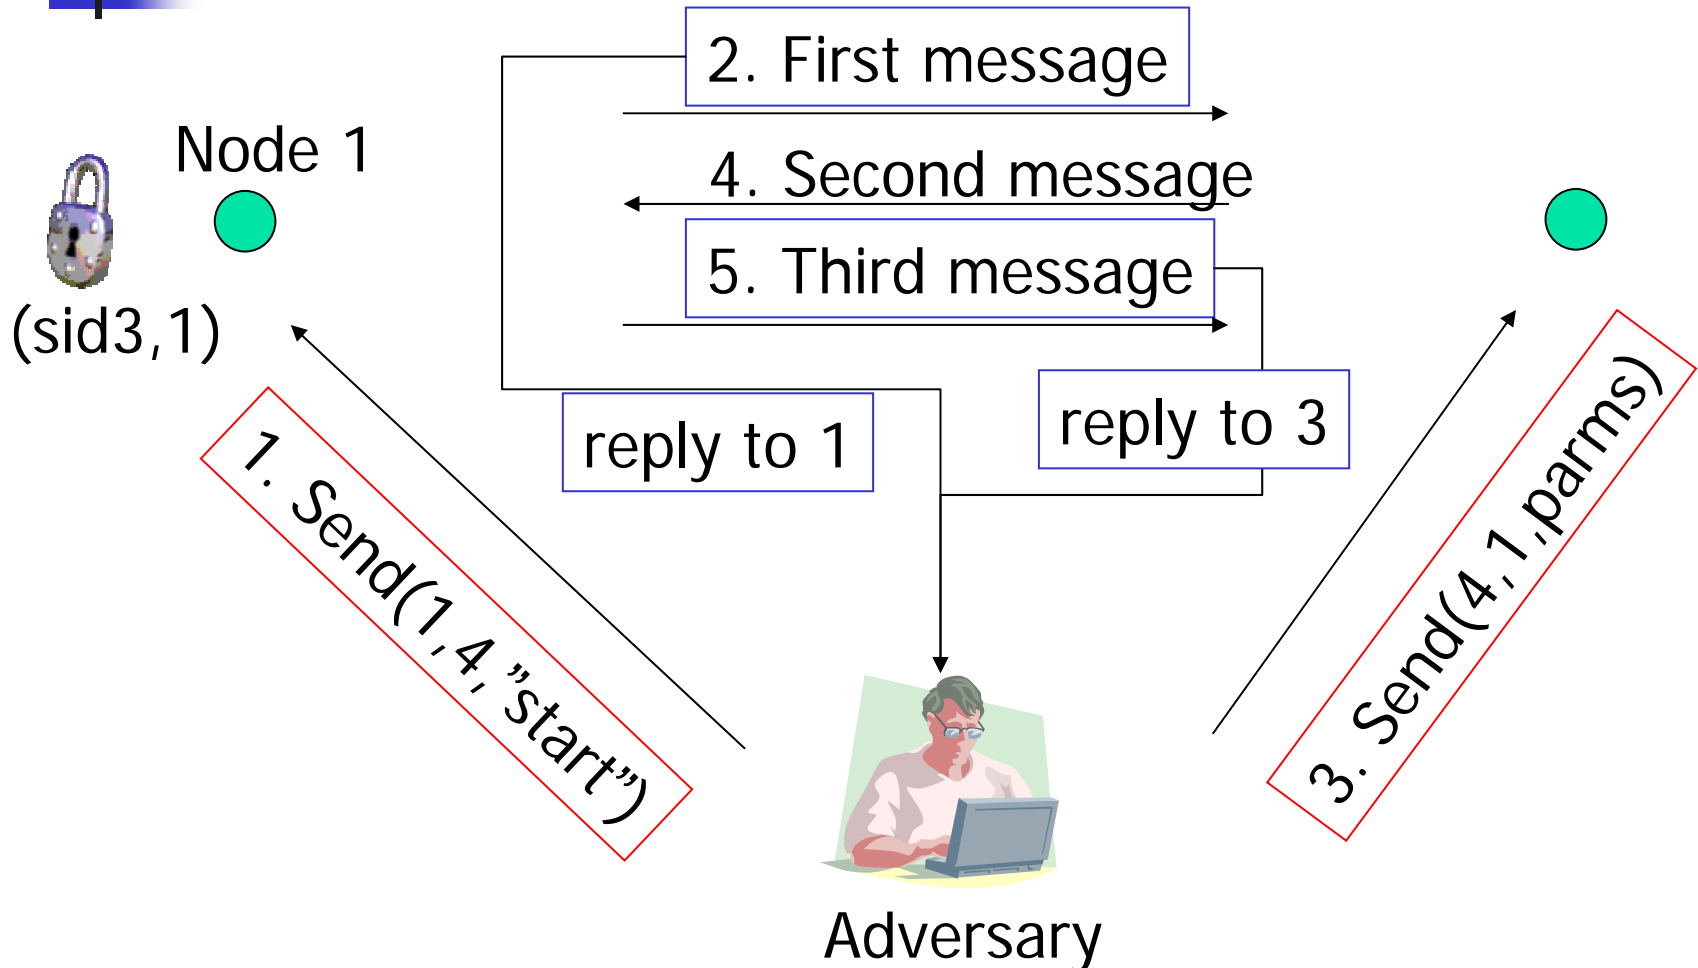 2. First message
Node 1
4. Second message
5. Third message
(sid3,1)
reply to 1
reply to 3
1. Send(1,4,”start”)
3. Send(4,1,parms)
Adversary